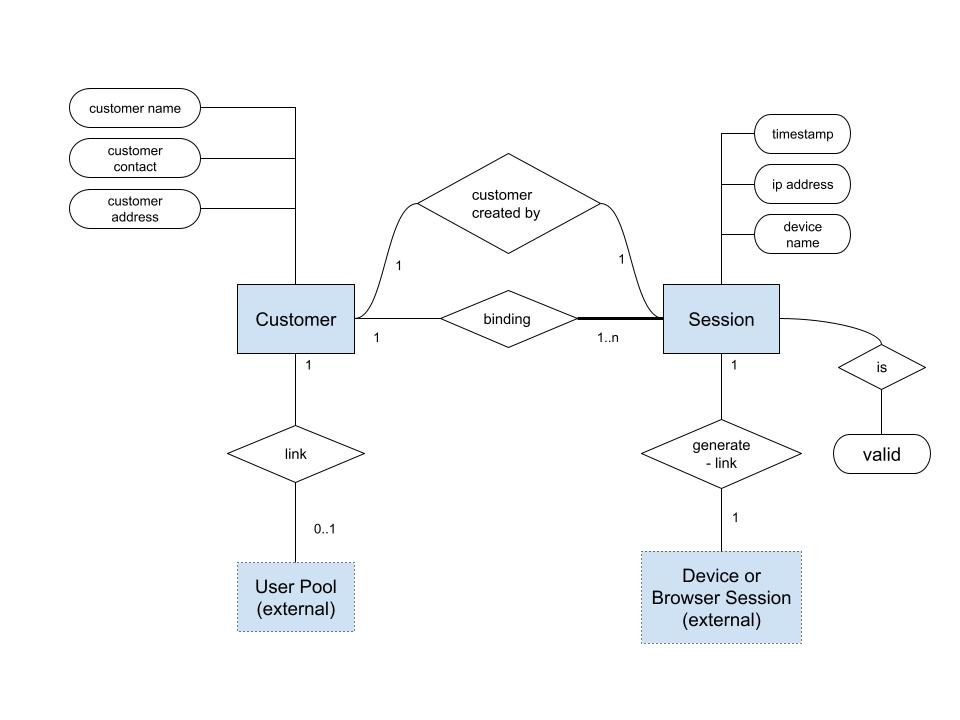 customer name
customer
contact
customer
address
timestamp
ip address
device
name
customer
created by
1
1
Customer
binding
Session
1
1..n
1
1
is
link
generate
- link
valid
0..1
1
User Pool
(external)
Device or
Browser Session
(external)